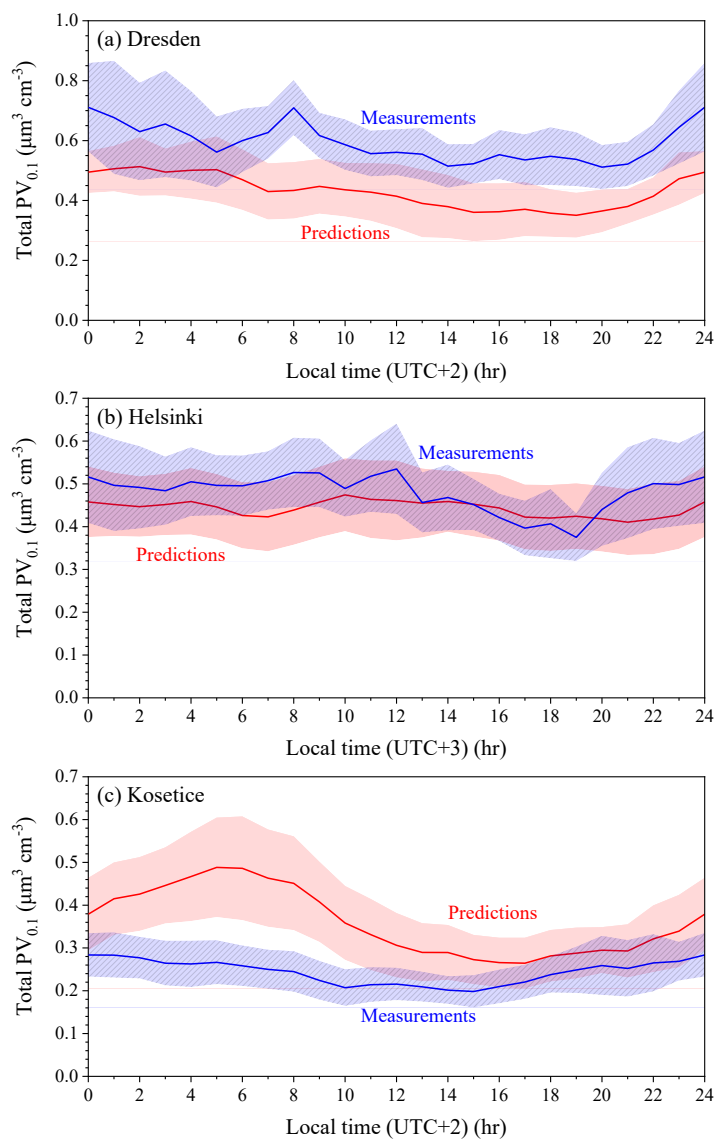 (a) Dresden
Measurements
Predictions
Total PV0.1 (μm³ cm⁻³)
1.0
0.8
0.6
0.4
0.2
0.0
0 2 4 6 8 10 12 14 16 18 20 22 24
Local time (UTC+2) (hr)
(b) Helsinki
Measurements
Predictions
Total PV0.1 (μm³ cm⁻³)
0.7
0.6
0.5
0.4
0.3
0.2
0.1
0.0
0 2 4 6 8 10 12 14 16 18 20 22 24
Local time (UTC+3) (hr)
(c) Kosetice
Predictions
Measurements
Total PV0.1 (μm³ cm⁻³)
0.7
0.6
0.5
0.4
0.3
0.2
0.1
0.0
0 2 4 6 8 10 12 14 16 18 20 22 24
Local time (UTC+2) (hr)